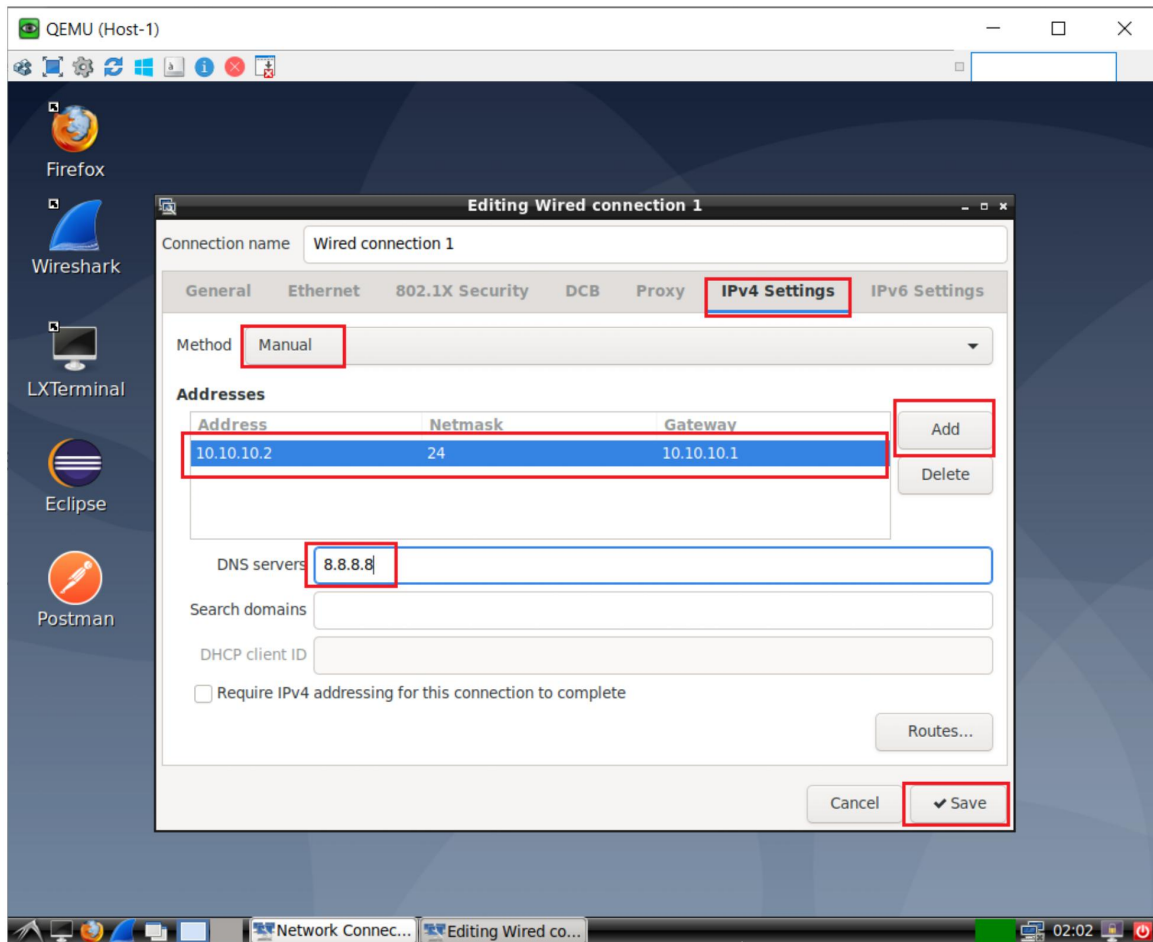 QEMU (Host-1)
Firefox
Wireshark
LXTerminal
Eclipse
Postman
Editing Wired connection 1
Connection name Wired connection 1
General Ethernet 802.1X Security DCB Proxy IPv4 Settings IPv6 Settings
Method Manual
Addresses
Address Netmask Gateway
10.10.10.2 24 10.10.10.1
Add
Delete
DNS servers 8.8.8.8
Search domains
DHCP client ID
Require IPv4 addressing for this connection to complete
Routes...
Cancel Save
Network Connec... Editing Wired co... 02:02